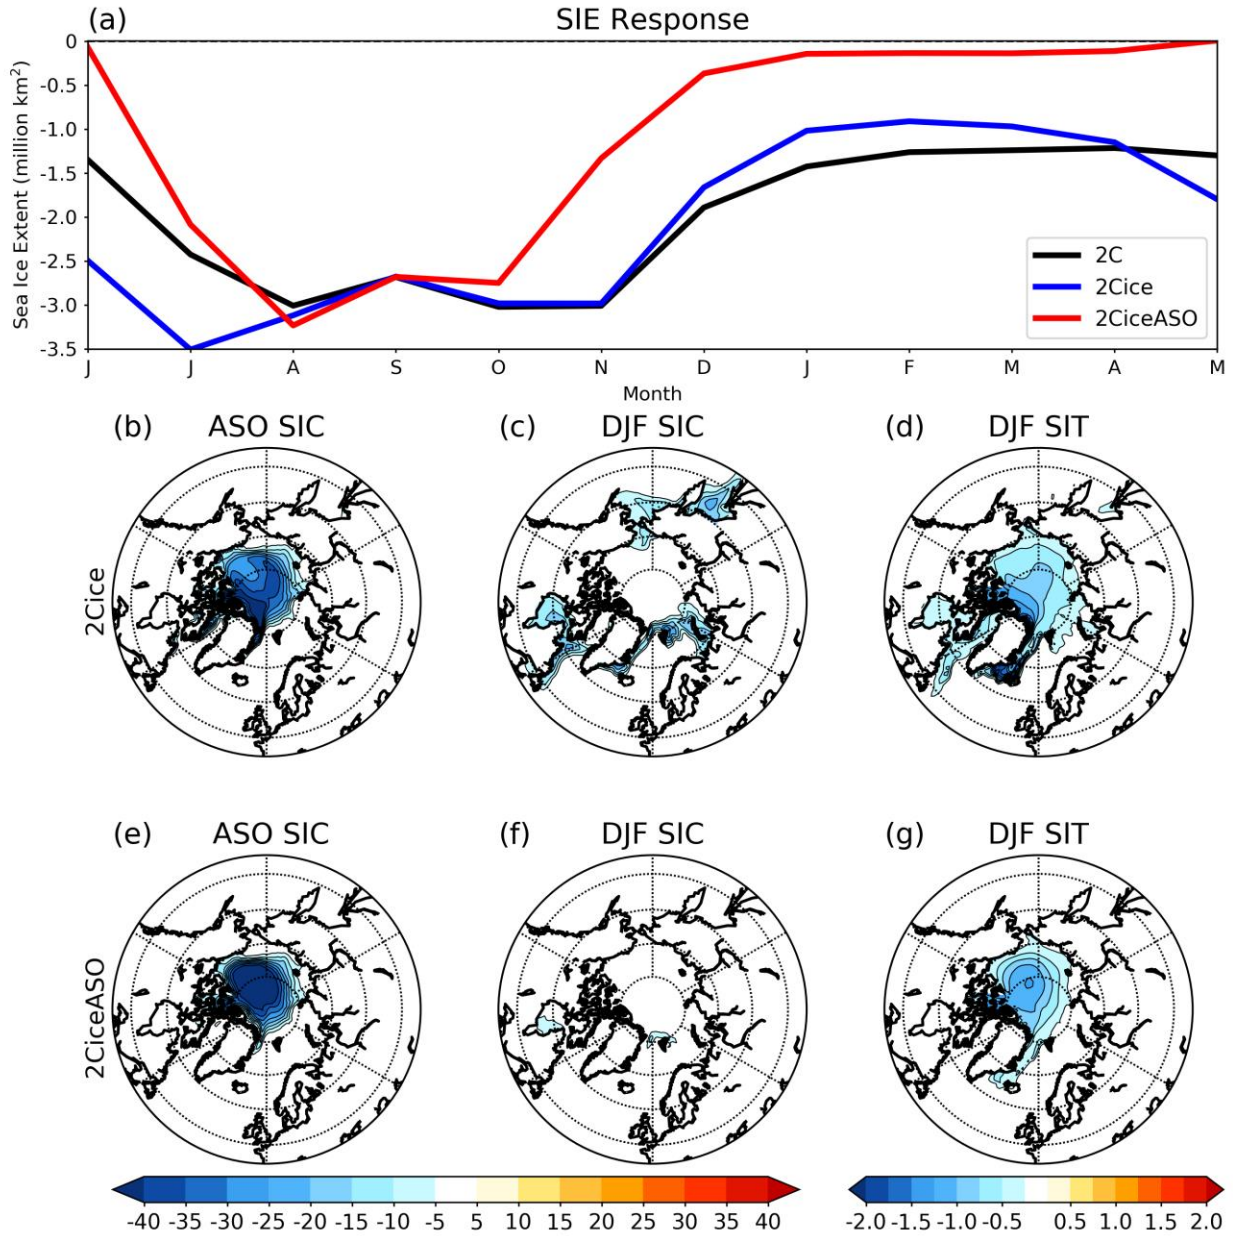 (a) SIE Response
0
-0.5
-1.0
-1.5
-2.0
-2.5
-3.0
-3.5
Sea Ice Extent (million km²)
2C
2Cice
2CiceASO
J J A S O N D J F M A M
Month
(b) ASO SIC (c) DJF SIC (d) DJF SIT
2Cice
(e) ASO SIC (f) DJF SIC (g) DJF SIT
2CiceASO
-40 -35 -30 -25 -20 -15 -10 -5 5 10 15 20 25 30 35 40
-2.0 -1.5 -1.0 -0.5 0.5 1.0 1.5 2.0